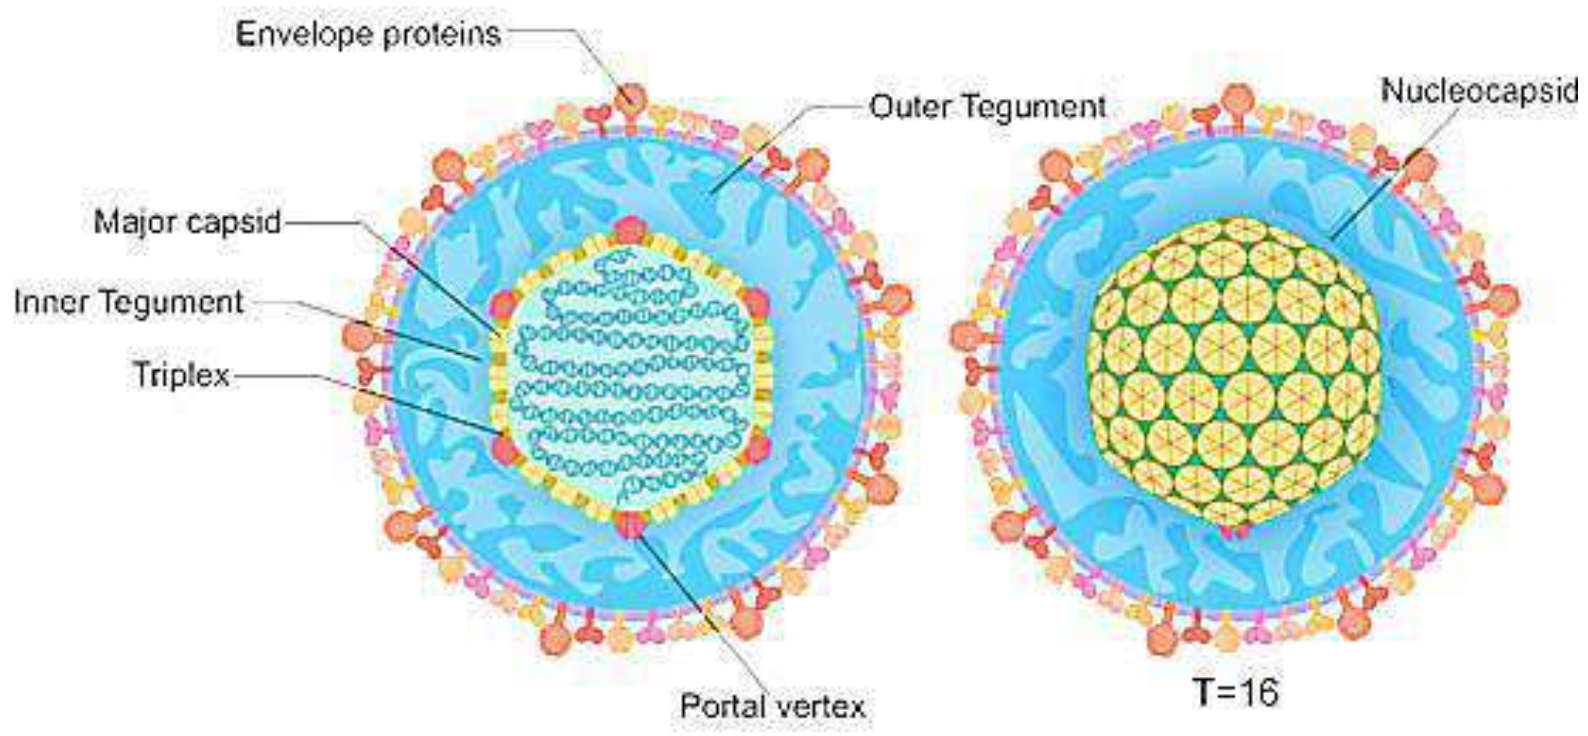 Envelope proteins
Outer Tegument
Nucleocapsid
Major capsid
Inner Tegument
Triplex
Portal vertex
T=16